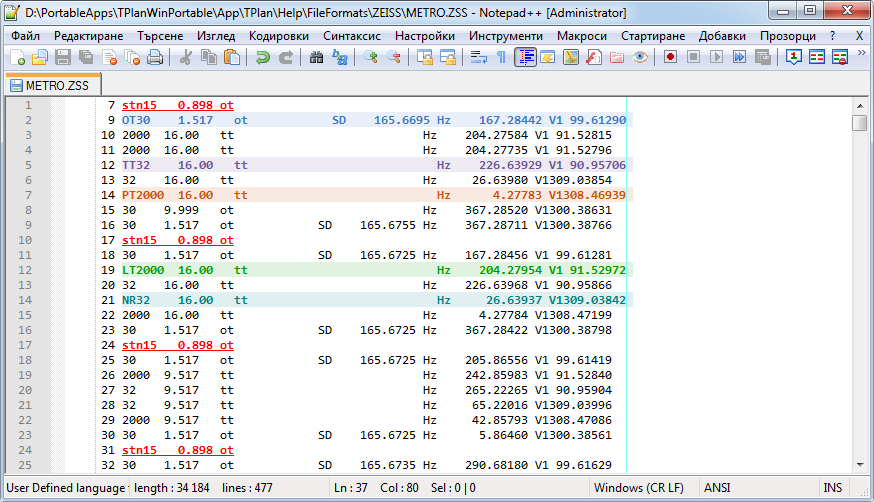 D:\PortableApps\TPlanWinPortable\App\TPlan\Help\FileFormats\ZEISS\METRO.ZSS - Notepad++ [Administrator]
Файл Редактиране Търсене Изглед Кодировки Синтаксис Настройки Инструменти Макроси Стартиране Добавки Прозорци ? X
METRO.ZSS
1 7 stn15 0.898 ot
2 9 OT30 1.517 ot SD 165.6695 Hz 167.28442 V1 99.61290
3 10 2000 16.00 tt Hz 204.27584 V1 91.52815
4 11 2000 16.00 tt Hz 204.27735 V1 91.52796
5 12 TT32 16.00 tt Hz 226.63929 V1 90.95706
6 13 32 16.00 tt Hz 26.63980 V1309.03854
7 14 PT2000 16.00 tt Hz 4.27783 V1308.46939
8 15 30 9.999 ot Hz 367.28520 V1300.38631
9 16 30 1.517 ot SD 165.6755 Hz 367.28711 V1300.38766
10 17 stn15 0.898 ot
11 18 30 1.517 ot SD 165.6725 Hz 167.28456 V1 99.61281
12 19 LT2000 16.00 tt Hz 204.27954 V1 91.52972
13 20 32 16.00 tt Hz 226.63968 V1 90.95866
14 21 NR32 16.00 tt Hz 26.63937 V1309.03842
15 22 2000 16.00 tt Hz 4.27784 V1308.47199
16 23 30 1.517 ot SD 165.6725 Hz 367.28422 V1300.38798
17 24 stn15 0.898 ot
18 25 30 1.517 ot SD 165.6725 Hz 205.86556 V1 99.61419
19 26 2000 9.999 tt Hz 242.85983 V1 91.52840
20 27 32 9.999 tt Hz 265.22265 V1 90.95904
21 28 32 9.999 tt Hz 65.22016 V1309.03996
22 29 2000 9.999 tt Hz 42.85793 V1308.47086
23 30 30 1.517 ot SD 165.6725 Hz 5.86460 V1300.38561
24 31 stn15 0.898 ot
25 32 30 1.517 ot SD 165.6735 Hz 290.68180 V1 99.61629
User Defined language length : 34 184 lines : 477 Ln : 37 Col : 80 Sel : 0 | 0 Windows (CR LF) ANSI INS